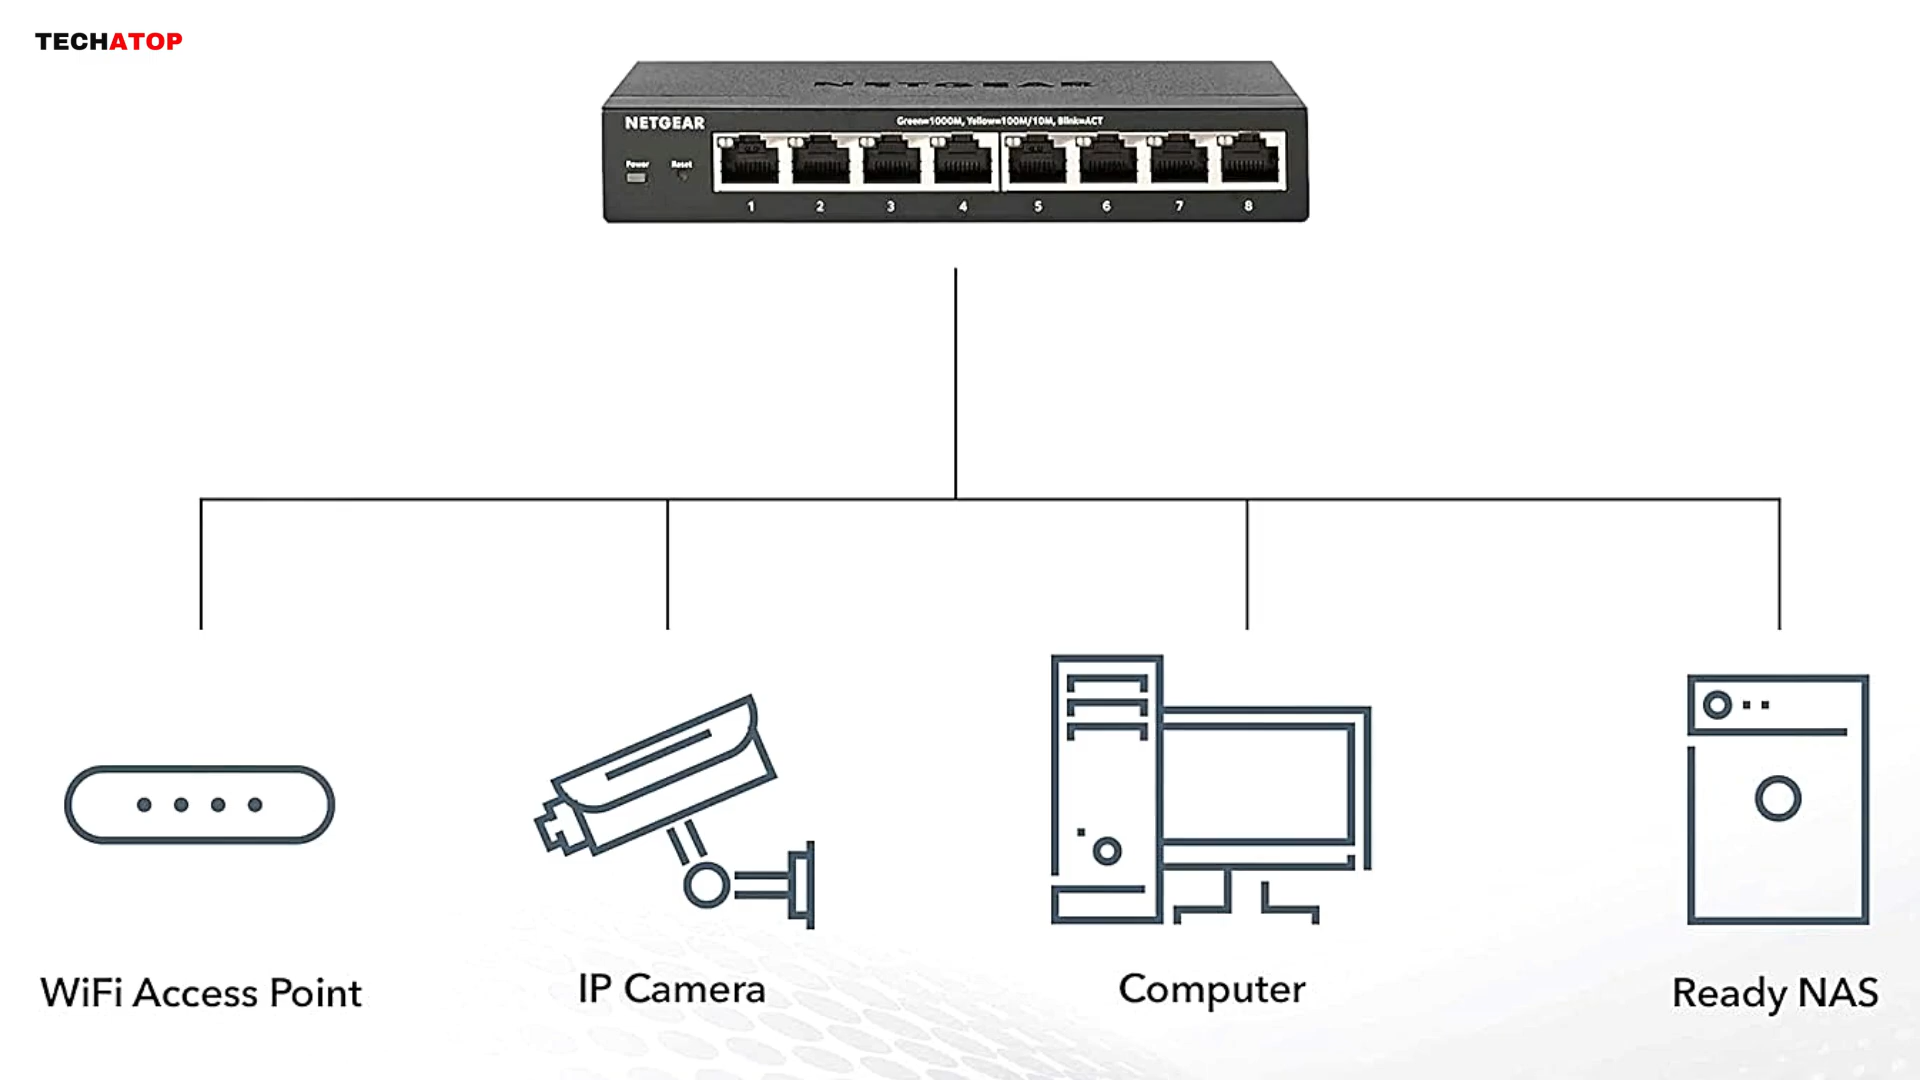 TECHATOP
NETGEAR
NETGEAR
Green=1000M, Yellow=100M/10M, Blink=ACT
Power
Reset
1 2 3 4 5 6 7 8
WiFi Access Point
IP Camera
Computer
Ready NAS